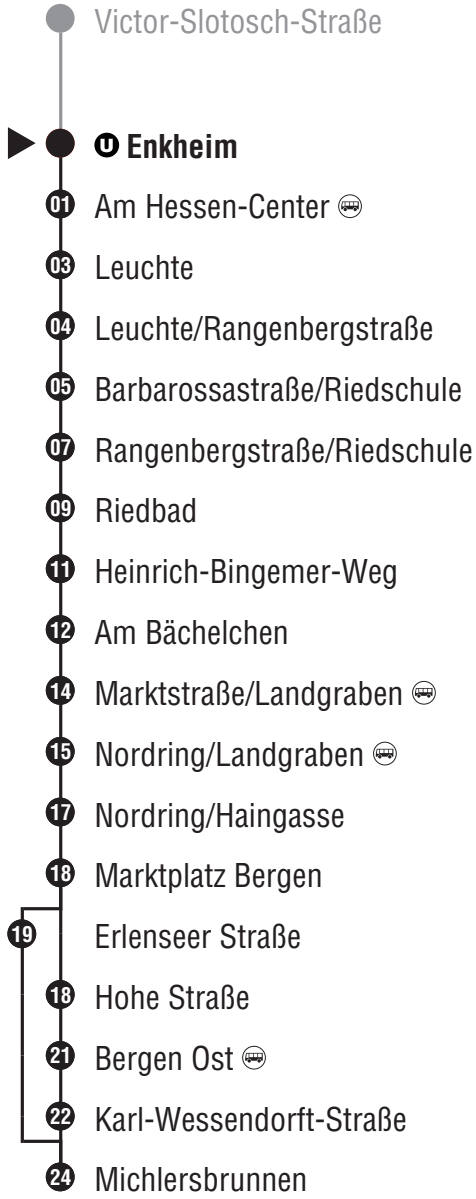 Victor-Slotosch-Straße
U Enkheim
01 Am Hessen-Center
03 Leuchte
04 Leuchte/Rangenbergstraße
05 Barbarossastraße/Riedschule
07 Rangenbergstraße/Riedschule
09 Riedbad
11 Heinrich-Bingemer-Weg
12 Am Bächelchen
14 Marktstraße/Landgraben
15 Nordring/Landgraben
17 Nordring/Haingasse
18 Marktplatz Bergen
19 Erlenseer Straße
18 Hohe Straße
21 Bergen Ost
22 Karl-Wessendorft-Straße
24 Michlersbrunnen